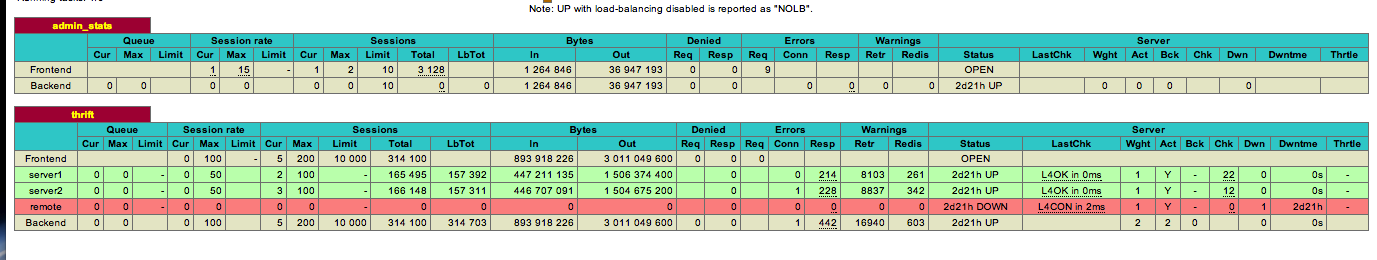 Note: UP with load-balancing disabled is reported as "NOLB".
admin_stats
Queue Session rate Sessions Bytes Denied Errors Warnings Server
Cur Max Limit Cur Max Limit Cur Max Limit Total LbTot In Out Req Resp Req Conn Resp Retr Redis Status LastChk Wght Act Bck Chk Dwn Dwntme Thrtle
Frontend 1 15 - 1 2 10 3 128 1 264 846 36 947 193 0 0 9 OPEN
Backend 0 0 0 0 0 0 10 0 0 1 264 846 36 947 193 0 0 0 0 0 0 2d21h UP 0 0 0 0
thrift
Queue Session rate Sessions Bytes Denied Errors Warnings Server
Cur Max Limit Cur Max Limit Cur Max Limit Total LbTot In Out Req Resp Req Conn Resp Retr Redis Status LastChk Wght Act Bck Chk Dwn Dwntme Thrtle
Frontend 0 100 - 5 200 10 000 314 100 893 918 226 3 011 049 600 0 0 0 OPEN
server1 0 0 - 0 50 2 100 - 165 495 157 392 447 211 135 1 506 374 400 0 0 214 8103 261 2d21h UP L4OK in 0ms 1 Y - 22 0 0s -
server2 0 0 - 0 50 3 100 - 166 148 157 311 446 707 091 1 504 675 200 0 1 228 8837 342 2d21h UP L4OK in 0ms 1 Y - 12 0 0s -
remote 0 0 - 0 0 0 0 - 0 0 0 0 0 0 0 0 0 2d21h DOWN L4CON in 2ms 1 Y - 0 1 2d21h -
Backend 0 0 0 100 5 200 10 000 314 100 314 703 893 918 226 3 011 049 600 0 0 1 442 16940 603 2d21h UP 2 2 0 0 0s